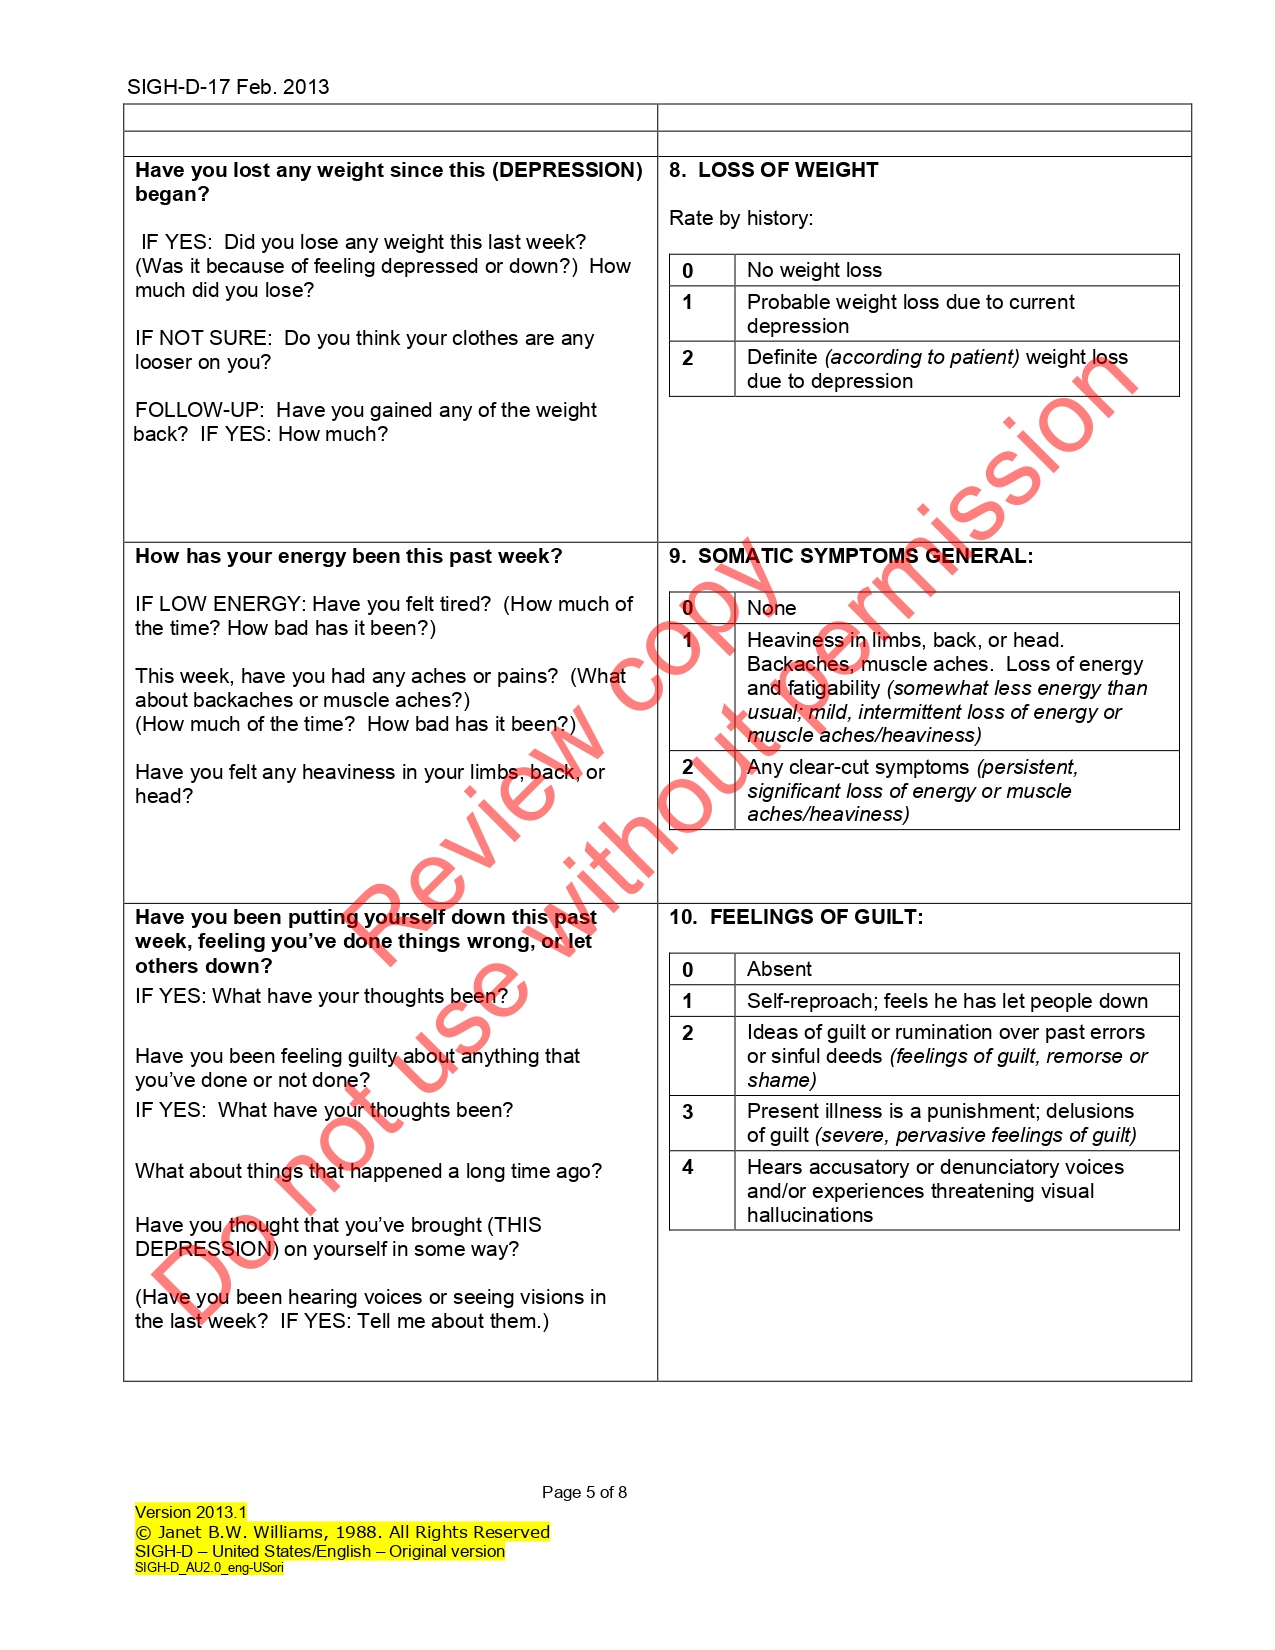 SIGH-D-17 Feb. 2013
Have you lost any weight since this (DEPRESSION)
began?
IF YES:  Did you lose any weight this last week?
(Was it because of feeling depressed or down?)  How
much did you lose?
IF NOT SURE:  Do you think your clothes are any
looser on you?
FOLLOW-UP:  Have you gained any of the weight
back?  IF YES: How much?
8.  LOSS OF WEIGHT
Rate by history:
0 No weight loss
1 Probable weight loss due to current
depression
2 Definite (according to patient) weight loss
due to depression
How has your energy been this past week?
IF LOW ENERGY: Have you felt tired?  (How much of
the time? How bad has it been?)
This week, have you had any aches or pains?  (What
about backaches or muscle aches?)
(How much of the time?  How bad has it been?)
Have you felt any heaviness in your limbs, back, or
head?
9.  SOMATIC SYMPTOMS GENERAL:
0 None
1 Heaviness in limbs, back, or head.
Backaches, muscle aches.  Loss of energy
and fatigability (somewhat less energy than
usual; mild, intermittent loss of energy or
muscle aches/heaviness)
2 Any clear-cut symptoms (persistent,
significant loss of energy or muscle
aches/heaviness)
Have you been putting yourself down this past
week, feeling you’ve done things wrong, or let
others down?
IF YES: What have your thoughts been?
Have you been feeling guilty about anything that
you’ve done or not done?
IF YES:  What have your thoughts been?
What about things that happened a long time ago?
Have you thought that you’ve brought (THIS
DEPRESSION) on yourself in some way?
(Have you been hearing voices or seeing visions in
the last week?  IF YES: Tell me about them.)
10.  FEELINGS OF GUILT:
0 Absent
1 Self-reproach; feels he has let people down
2 Ideas of guilt or rumination over past errors
or sinful deeds (feelings of guilt, remorse or
shame)
3 Present illness is a punishment; delusions
of guilt (severe, pervasive feelings of guilt)
4 Hears accusatory or denunciatory voices
and/or experiences threatening visual
hallucinations
Review copy
Do not use without permission
Page 5 of 8
Version 2013.1
© Janet B.W. Williams, 1988. All Rights Reserved
SIGH-D – United States/English – Original version
SIGH-D_AU2.0_eng-USori